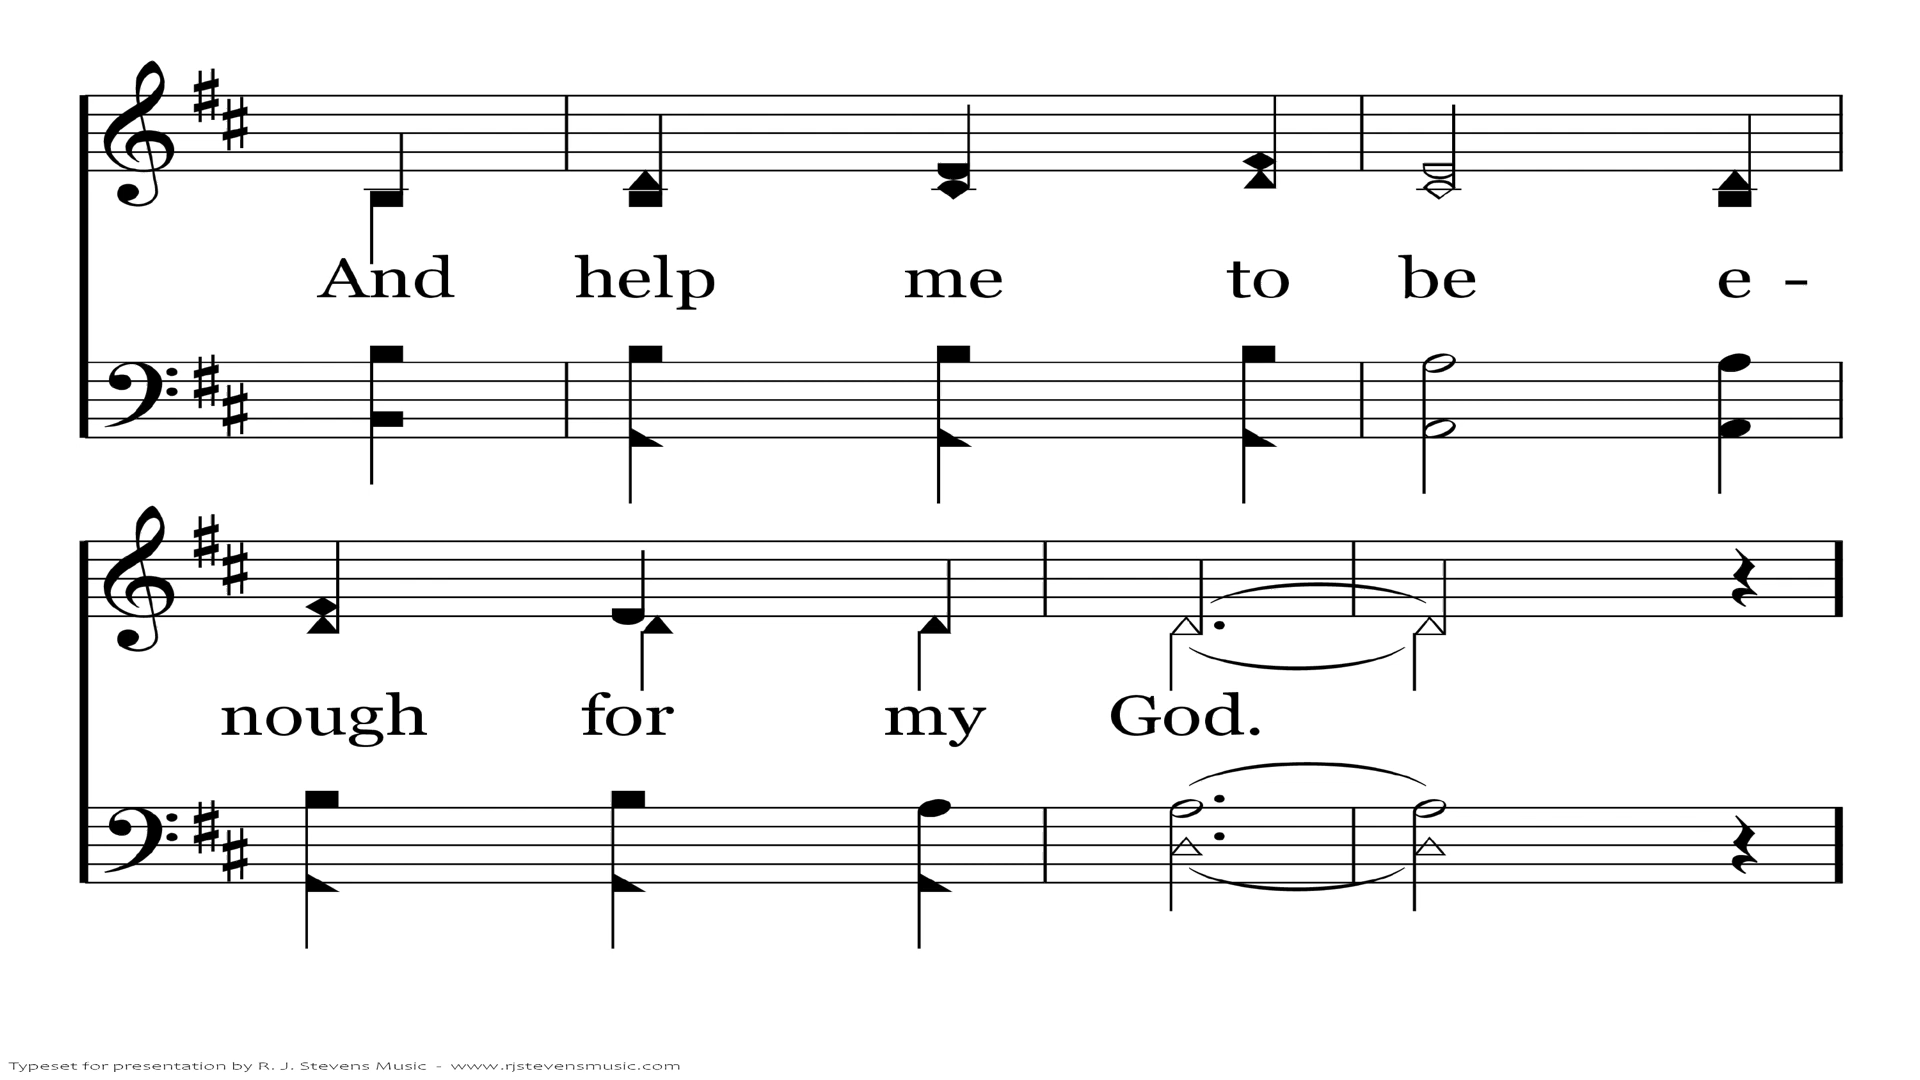 And help me to be e -
nough for my God.
Typeset for presentation by R. J. Stevens Music - www.rjstevensmusic.com